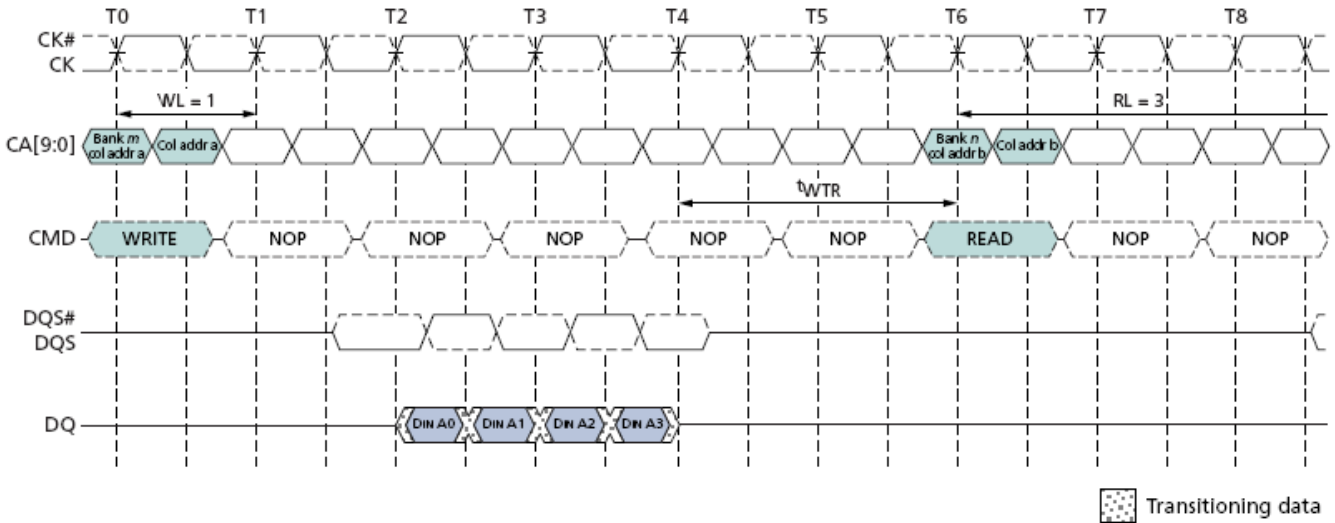 T0 T1 T2 T3 T4 T5 T6 T7 T8
CK#
CK
WL = 1 RL = 3
CA[9:0] Bank m Col addr a Bank n Col addr b
col addr a col addr b
tWTR
CMD WRITE NOP NOP NOP NOP NOP READ NOP NOP
DQS#
DQS
DQ DIN A0 DIN A1 DIN A2 DIN A3
Transitioning data